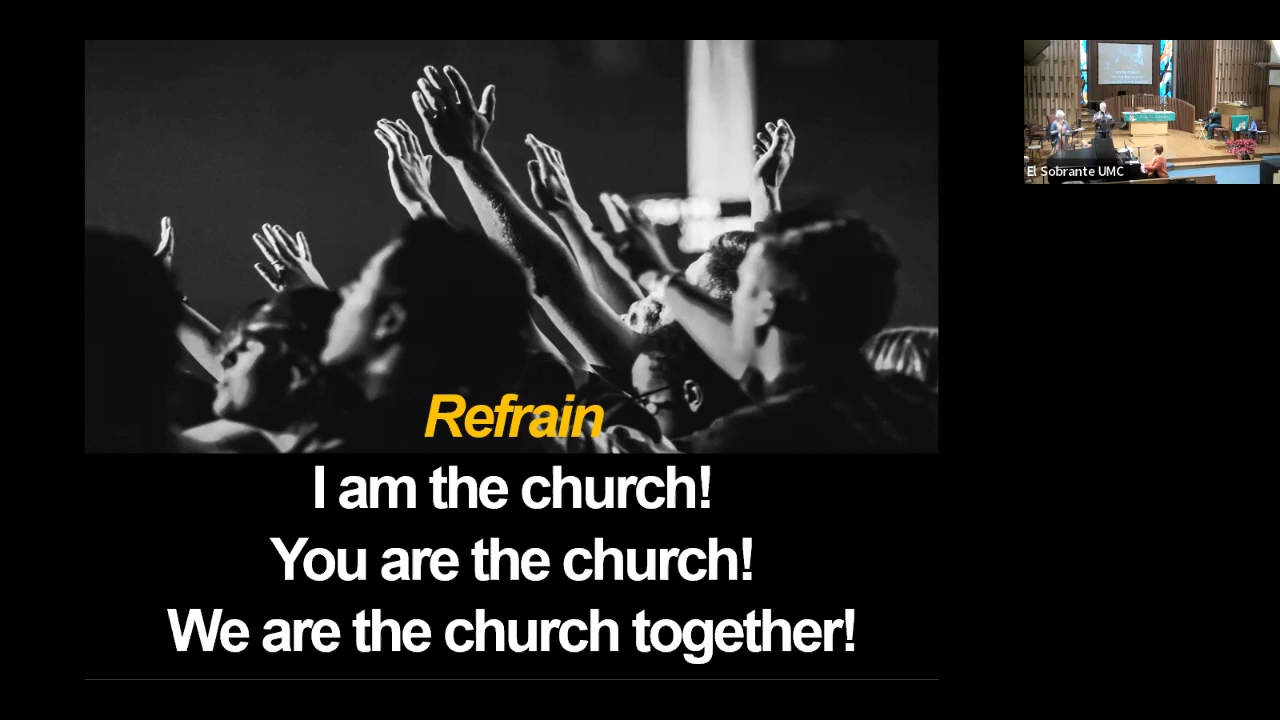 Refrain
I am the church!
You are the church!
We are the church together!
El Sobrante UMC